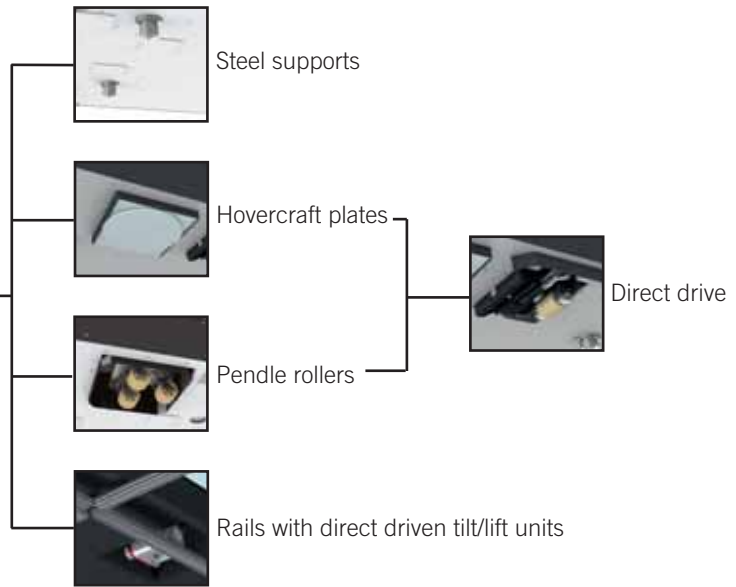 Steel supports
Hovercraft plates
Direct drive
Pendle rollers
Rails with direct driven tilt/lift units